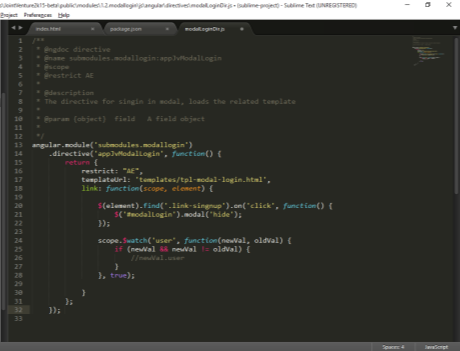 \JointVenture2k15-beta\public\modules\1.2.modallogin\js\angular\directives\modalLoginDir.js • (sublime-project) - Sublime Text (UNREGISTERED)
Project Preferences Help
index.html
package.json
modalLoginDir.js
1 /**
2 * @ngdoc directive
3 * @name submodules.modallogin:appJvModalLogin
4 * @scope
5 * @restrict AE
6 *
7 * @description
8 * The directive for singin in modal, loads the related template
9 *
10 * @param {object} field A field object
11 *
12 */
13 angular.module('submodules.modallogin')
14 .directive('appJvModalLogin', function() {
15 return {
16 restrict: "AE",
17 templateUrl: 'templates/tpl-modal-login.html',
18 link: function(scope, element) {
19
20 $(element).find('.link-singnup').on('click', function() {
21 $('#modalLogin').modal('hide');
22 });
23
24 scope.$watch('user', function(newVal, oldVal) {
25 if (newVal && newVal != oldVal) {
26 //newVal.user
27 }
28 }, true);
29
30 }
31 };
32 });
33
Spaces: 4 JavaScript